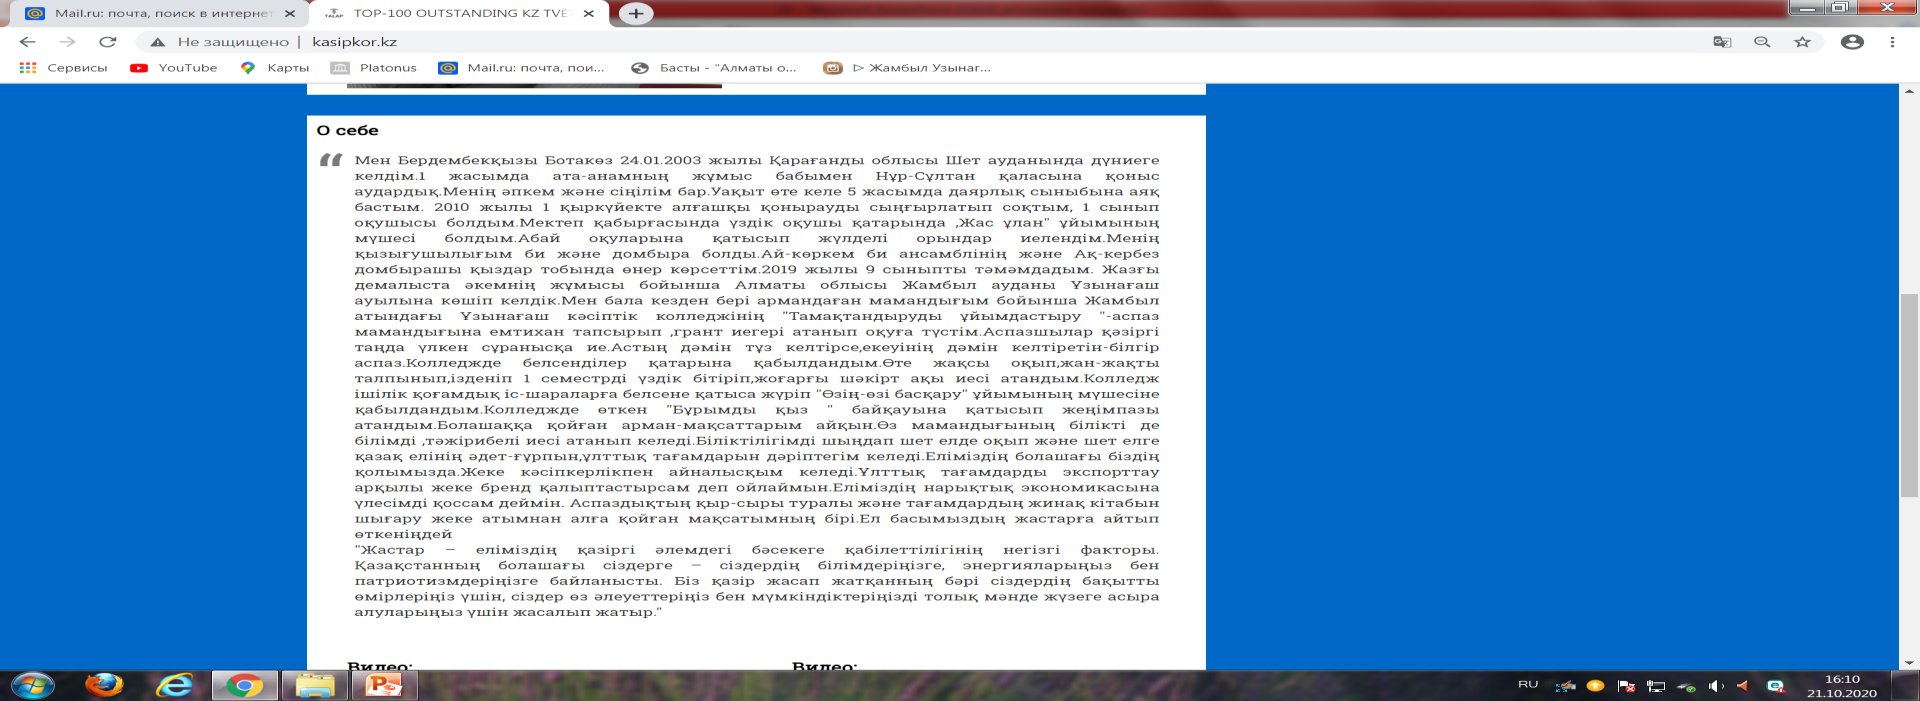 Mail.ru: почта, поиск в интернет
TOP-100 OUTSTANDING KZ TVE
Не защищено | kasipkor.kz
Сервисы YouTube Карты Platonus Mail.ru: почта, пои... Басты - "Алматы о... ⊳ Жамбыл Узынаг...
О себе
Мен Бердембекқызы Ботакөз 24.01.2003 жылы Қарағанды облысы Шет ауданында дүниеге
келдім.1 жасымда ата-анамның жұмыс бабымен Нұр-Сұлтан қаласына қоныс
аудардық.Менің әпкем және сіңілім бар.Уақыт өте келе 5 жасымда даярлық сыныбына аяқ
бастым. 2010 жылы 1 қыркүйекте алғашқы қонырауды сыңғырлатып соқтым, 1 сынып
оқушысы болдым.Мектеп қабырғасында үздік оқушы қатарында ,Жас ұлан" ұйымының
мүшесі болдым.Абай оқуларына қатысып жүлделі орындар иелендім.Менің
қызығушылығым би және домбыра болды.Ай-көркем би ансамблінің және Ақ-кербез
домбырашы қыздар тобында өнер көрсеттім.2019 жылы 9 сыныпты тәмәмдадым. Жазғы
демалыста әкемнің жұмысы бойынша Алматы облысы Жамбыл ауданы Ұзынағаш
ауылына көшіп келдік.Мен бала кезден бері армандаған мамандығым бойынша Жамбыл
атындағы Ұзынағаш кәсіптік колледжінің "Тамақтандыруды ұйымдастыру "-аспаз
мамандығына емтихан тапсырып ,грант иегері атанып оқуға түстім.Аспазшылар қәзіргі
таңда үлкен сұранысқа ие.Астың дәмін тұз келтірсе,екеуінің дәмін келтіретін-білгір
аспаз.Колледжде белсенділер қатарына қабылдандым.Өте жақсы оқып,жан-жақты
талпынып,ізденіп 1 семестрді үздік бітіріп,жоғарғы шәкірт ақы иесі атандым.Колледж
ішілік қоғамдық іс-шараларға белсене қатыса жүріп "Өзің-өзі басқару" ұйымының мүшесіне
қабылдандым.Колледжде өткен "Бұрымды қыз " байқауына қатысып жеңімпазы
атандым.Болашаққа қойған арман-мақсаттарым айқын.Өз мамандығының білікті де
білімді ,тәжірибелі иесі атанып келеді.Біліктілігімді шыңдап шет елде оқып және шет елге
қазақ елінің әдет-ғұрпын,ұлттық тағамдарын дәріптегім келеді.Еліміздің болашағы біздің
қолымызда.Жеке кәсіпкерлікпен айналысқым келеді.Ұлттық тағамдарды экспорттау
арқылы жеке бренд қалыптастырсам деп ойлаймын.Еліміздің нарықтық экономикасына
үлесімді қоссам деймін. Аспаздықтың қыр-сыры туралы және тағамдардың жинақ кітабын
шығару жеке атымнан алға қойған мақсатымның бірі.Ел басымыздың жастарға айтып
өткеніңдей
"Жастар – еліміздің қазіргі әлемдегі бәсекеге қабілеттілігінің негізгі факторы.
Қазақстанның болашағы сіздерге – сіздердің білімдеріңізге, энергияларыңыз бен
патриотизмдеріңізге байланысты. Біз қазір жасап жатқанның бәрі сіздердің бақытты
өмірлеріңіз үшін, сіздер өз әлеуеттеріңіз бен мүмкіндіктеріңізді толық мәнде жүзеге асыра
алуларыңыз үшін жасалып жатыр."
Видео: Видео:
RU
16:10
21.10.2020